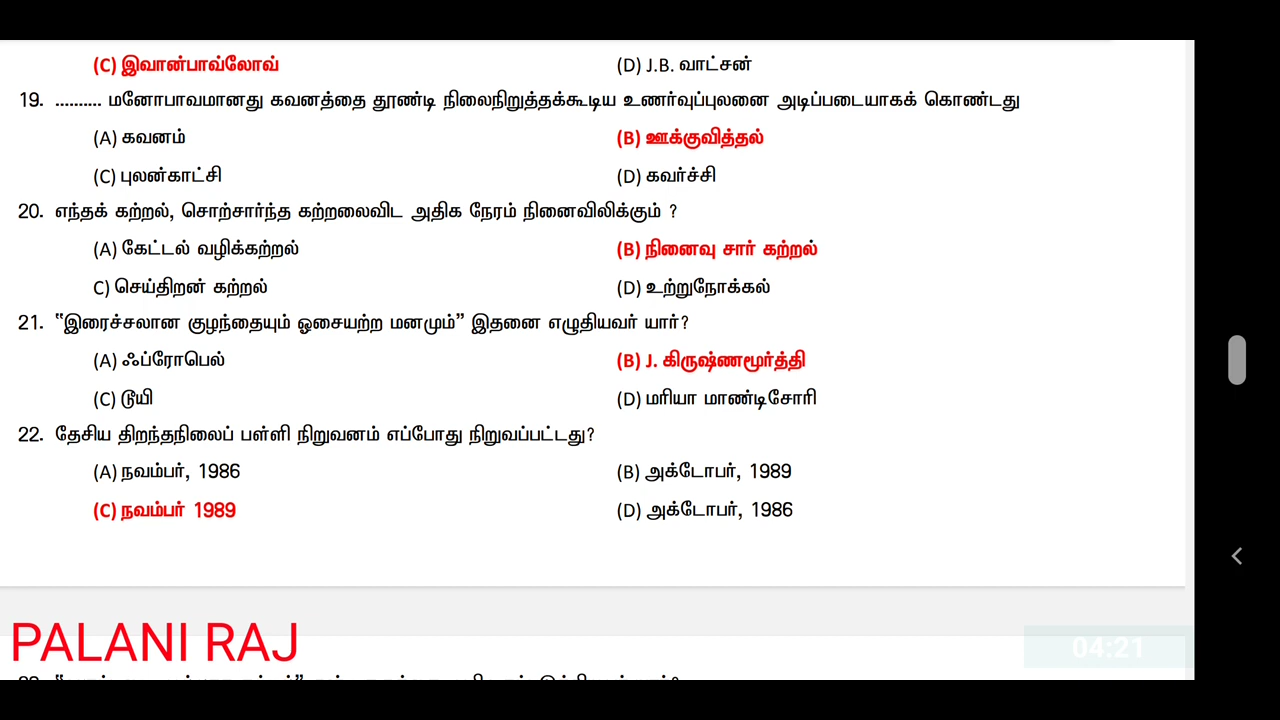 (C) இவான்பாவ்லோவ் (D) J.B. வாட்சன்
19. .......... மனோபாவமானது கவனத்தை தூண்டி நிலைநிறுத்தக்கூடிய உணர்வுப்புலனை அடிப்படையாகக் கொண்டது
(A) கவனம் (B) ஊக்குவித்தல்
(C) புலன்காட்சி (D) கவர்ச்சி
20. எந்தக் கற்றல், சொற்சார்ந்த கற்றலைவிட அதிக நேரம் நினைவிலிக்கும் ?
(A) கேட்டல் வழிக்கற்றல் (B) நினைவு சார் கற்றல்
C) செய்திறன் கற்றல் (D) உற்றுநோக்கல்
21. “இரைச்சலான குழந்தையும் ஓசையற்ற மனமும்” இதனை எழுதியவர் யார்?
(A) ஃப்ரோபெல் (B) J. கிருஷ்ணமூர்த்தி
(C) டூயி (D) மரியா மாண்டிசோரி
22. தேசிய திறந்தநிலைப் பள்ளி நிறுவனம் எப்போது நிறுவப்பட்டது?
(A) நவம்பர், 1986 (B) அக்டோபர், 1989
(C) நவம்பர் 1989 (D) அக்டோபர், 1986
PALANI RAJ
04:21